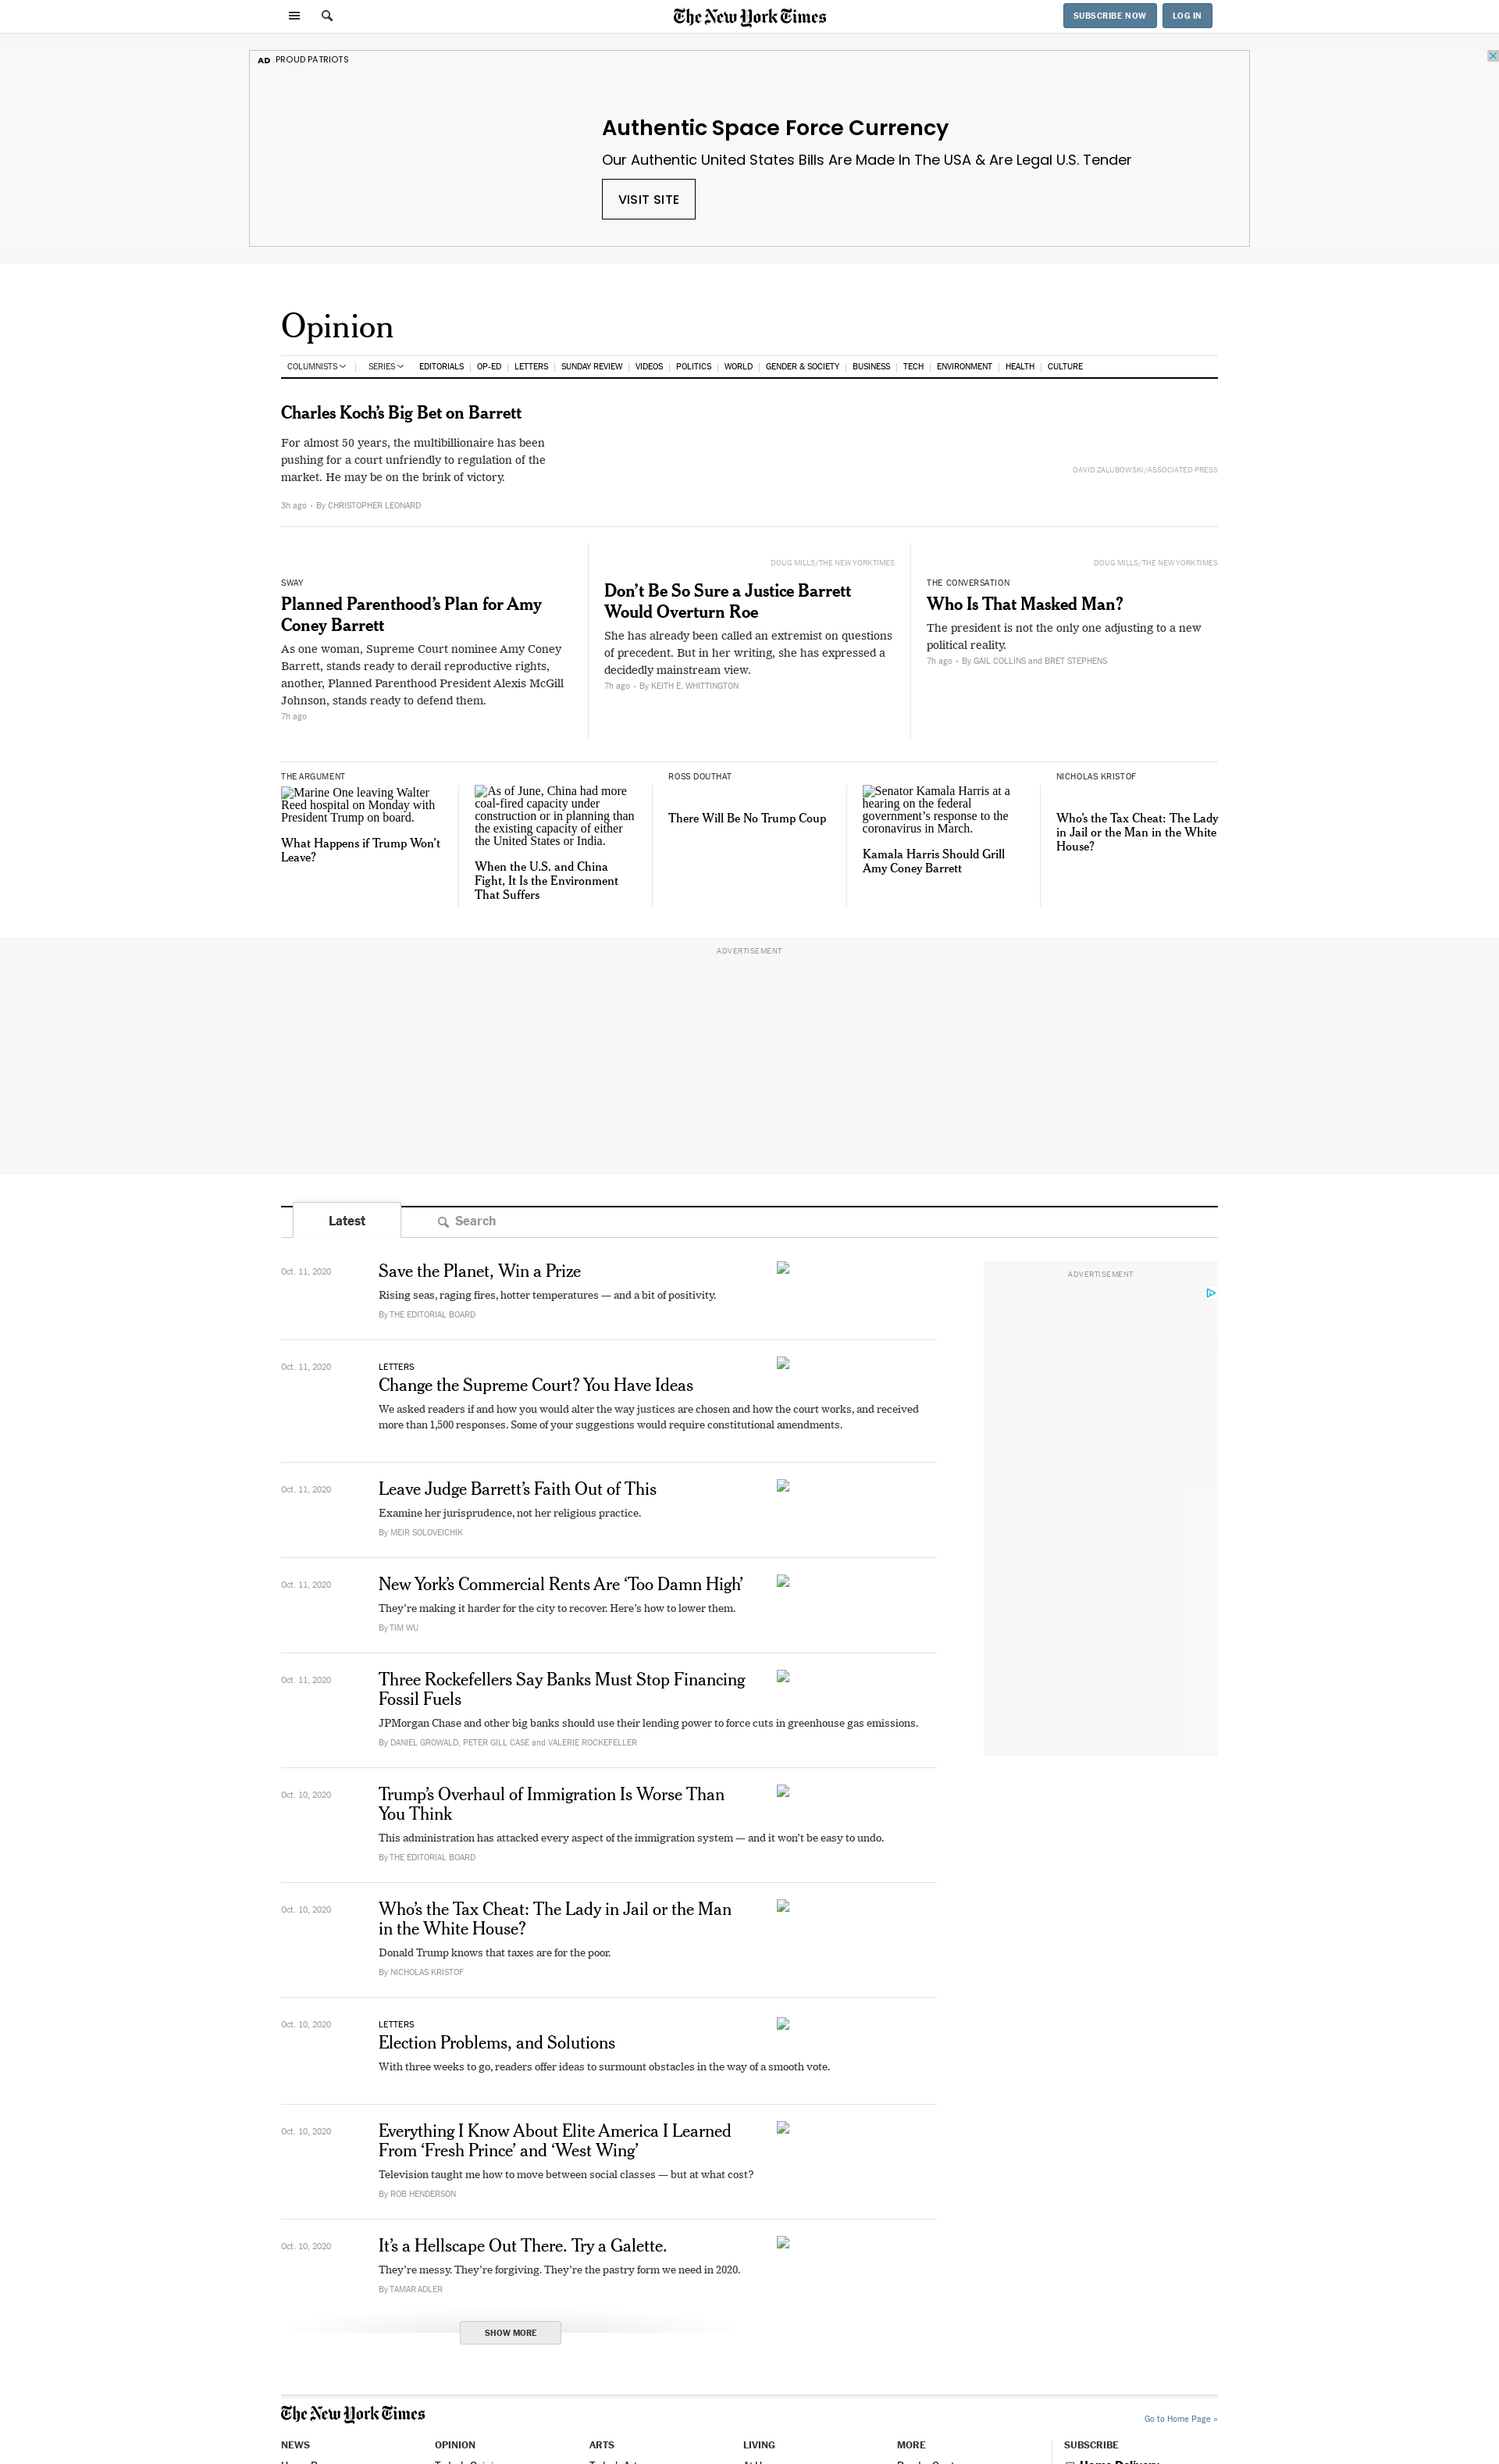 The New York Times
SUBSCRIBE NOW
LOG IN
AD PROUD PATRIOTS
Authentic Space Force Currency
Our Authentic United States Bills Are Made In The USA & Are Legal U.S. Tender
VISIT SITE
Opinion
COLUMNISTS SERIES EDITORIALS OP-ED LETTERS SUNDAY REVIEW VIDEOS POLITICS WORLD GENDER & SOCIETY BUSINESS TECH ENVIRONMENT HEALTH CULTURE
Charles Koch’s Big Bet on Barrett
For almost 50 years, the multibillionaire has been
pushing for a court unfriendly to regulation of the
market. He may be on the brink of victory.
3h ago • By CHRISTOPHER LEONARD
DAVID ZALUBOWSKI/ASSOCIATED PRESS
SWAY
Planned Parenthood’s Plan for Amy
Coney Barrett
As one woman, Supreme Court nominee Amy Coney
Barrett, stands ready to derail reproductive rights,
another, Planned Parenthood President Alexis McGill
Johnson, stands ready to defend them.
7h ago
DOUG MILLS/THE NEW YORK TIMES
Don’t Be So Sure a Justice Barrett
Would Overturn Roe
She has already been called an extremist on questions
of precedent. But in her writing, she has expressed a
decidedly mainstream view.
7h ago • By KEITH E. WHITTINGTON
DOUG MILLS/THE NEW YORK TIMES
THE CONVERSATION
Who Is That Masked Man?
The president is not the only one adjusting to a new
political reality.
7h ago • By GAIL COLLINS and BRET STEPHENS
THE ARGUMENT
Marine One leaving Walter
Reed hospital on Monday with
President Trump on board.
What Happens if Trump Won’t
Leave?
As of June, China had more
coal-fired capacity under
construction or in planning than
the existing capacity of either
the United States or India.
When the U.S. and China
Fight, It Is the Environment
That Suffers
ROSS DOUTHAT
There Will Be No Trump Coup
Senator Kamala Harris at a
hearing on the federal
government’s response to the
coronavirus in March.
Kamala Harris Should Grill
Amy Coney Barrett
NICHOLAS KRISTOF
Who’s the Tax Cheat: The Lady
in Jail or the Man in the White
House?
ADVERTISEMENT
Latest
Search
ADVERTISEMENT
Oct. 11, 2020
Save the Planet, Win a Prize
Rising seas, raging fires, hotter temperatures — and a bit of positivity.
By THE EDITORIAL BOARD
Oct. 11, 2020
LETTERS
Change the Supreme Court? You Have Ideas
We asked readers if and how you would alter the way justices are chosen and how the court works, and received
more than 1,500 responses. Some of your suggestions would require constitutional amendments.
Oct. 11, 2020
Leave Judge Barrett’s Faith Out of This
Examine her jurisprudence, not her religious practice.
By MEIR SOLOVEICHIK
Oct. 11, 2020
New York’s Commercial Rents Are ‘Too Damn High’
They’re making it harder for the city to recover. Here’s how to lower them.
By TIM WU
Oct. 11, 2020
Three Rockefellers Say Banks Must Stop Financing
Fossil Fuels
JPMorgan Chase and other big banks should use their lending power to force cuts in greenhouse gas emissions.
By DANIEL GROWALD, PETER GILL CASE and VALERIE ROCKEFELLER
Oct. 10, 2020
Trump’s Overhaul of Immigration Is Worse Than
You Think
This administration has attacked every aspect of the immigration system — and it won’t be easy to undo.
By THE EDITORIAL BOARD
Oct. 10, 2020
Who’s the Tax Cheat: The Lady in Jail or the Man
in the White House?
Donald Trump knows that taxes are for the poor.
By NICHOLAS KRISTOF
Oct. 10, 2020
LETTERS
Election Problems, and Solutions
With three weeks to go, readers offer ideas to surmount obstacles in the way of a smooth vote.
Oct. 10, 2020
Everything I Know About Elite America I Learned
From ‘Fresh Prince’ and ‘West Wing’
Television taught me how to move between social classes — but at what cost?
By ROB HENDERSON
Oct. 10, 2020
It’s a Hellscape Out There. Try a Galette.
They’re messy. They’re forgiving. They’re the pastry form we need in 2020.
By TAMAR ADLER
SHOW MORE
The New York Times
Go to Home Page »
NEWS OPINION ARTS LIVING MORE SUBSCRIBE